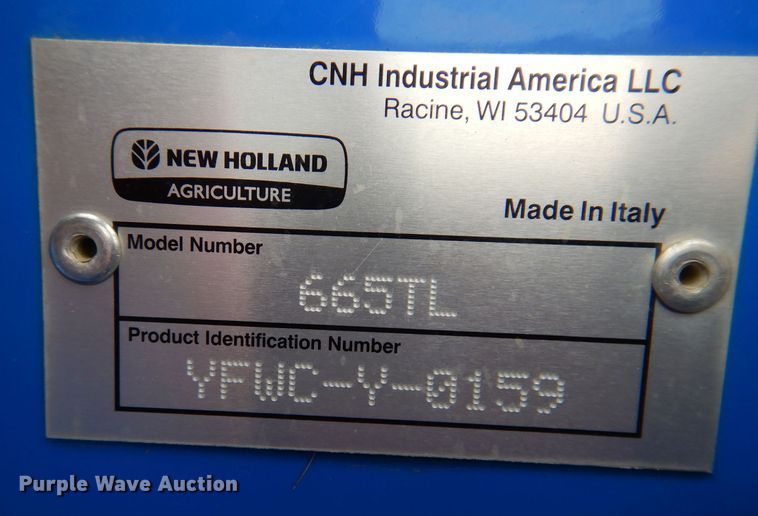 CNH Industrial America LLC
Racine, WI 53404 U.S.A.
NEW HOLLAND
AGRICULTURE
Made In Italy
Model Number
665TL
Product Identification Number
YFWC-Y-0159
Purple Wave Auction